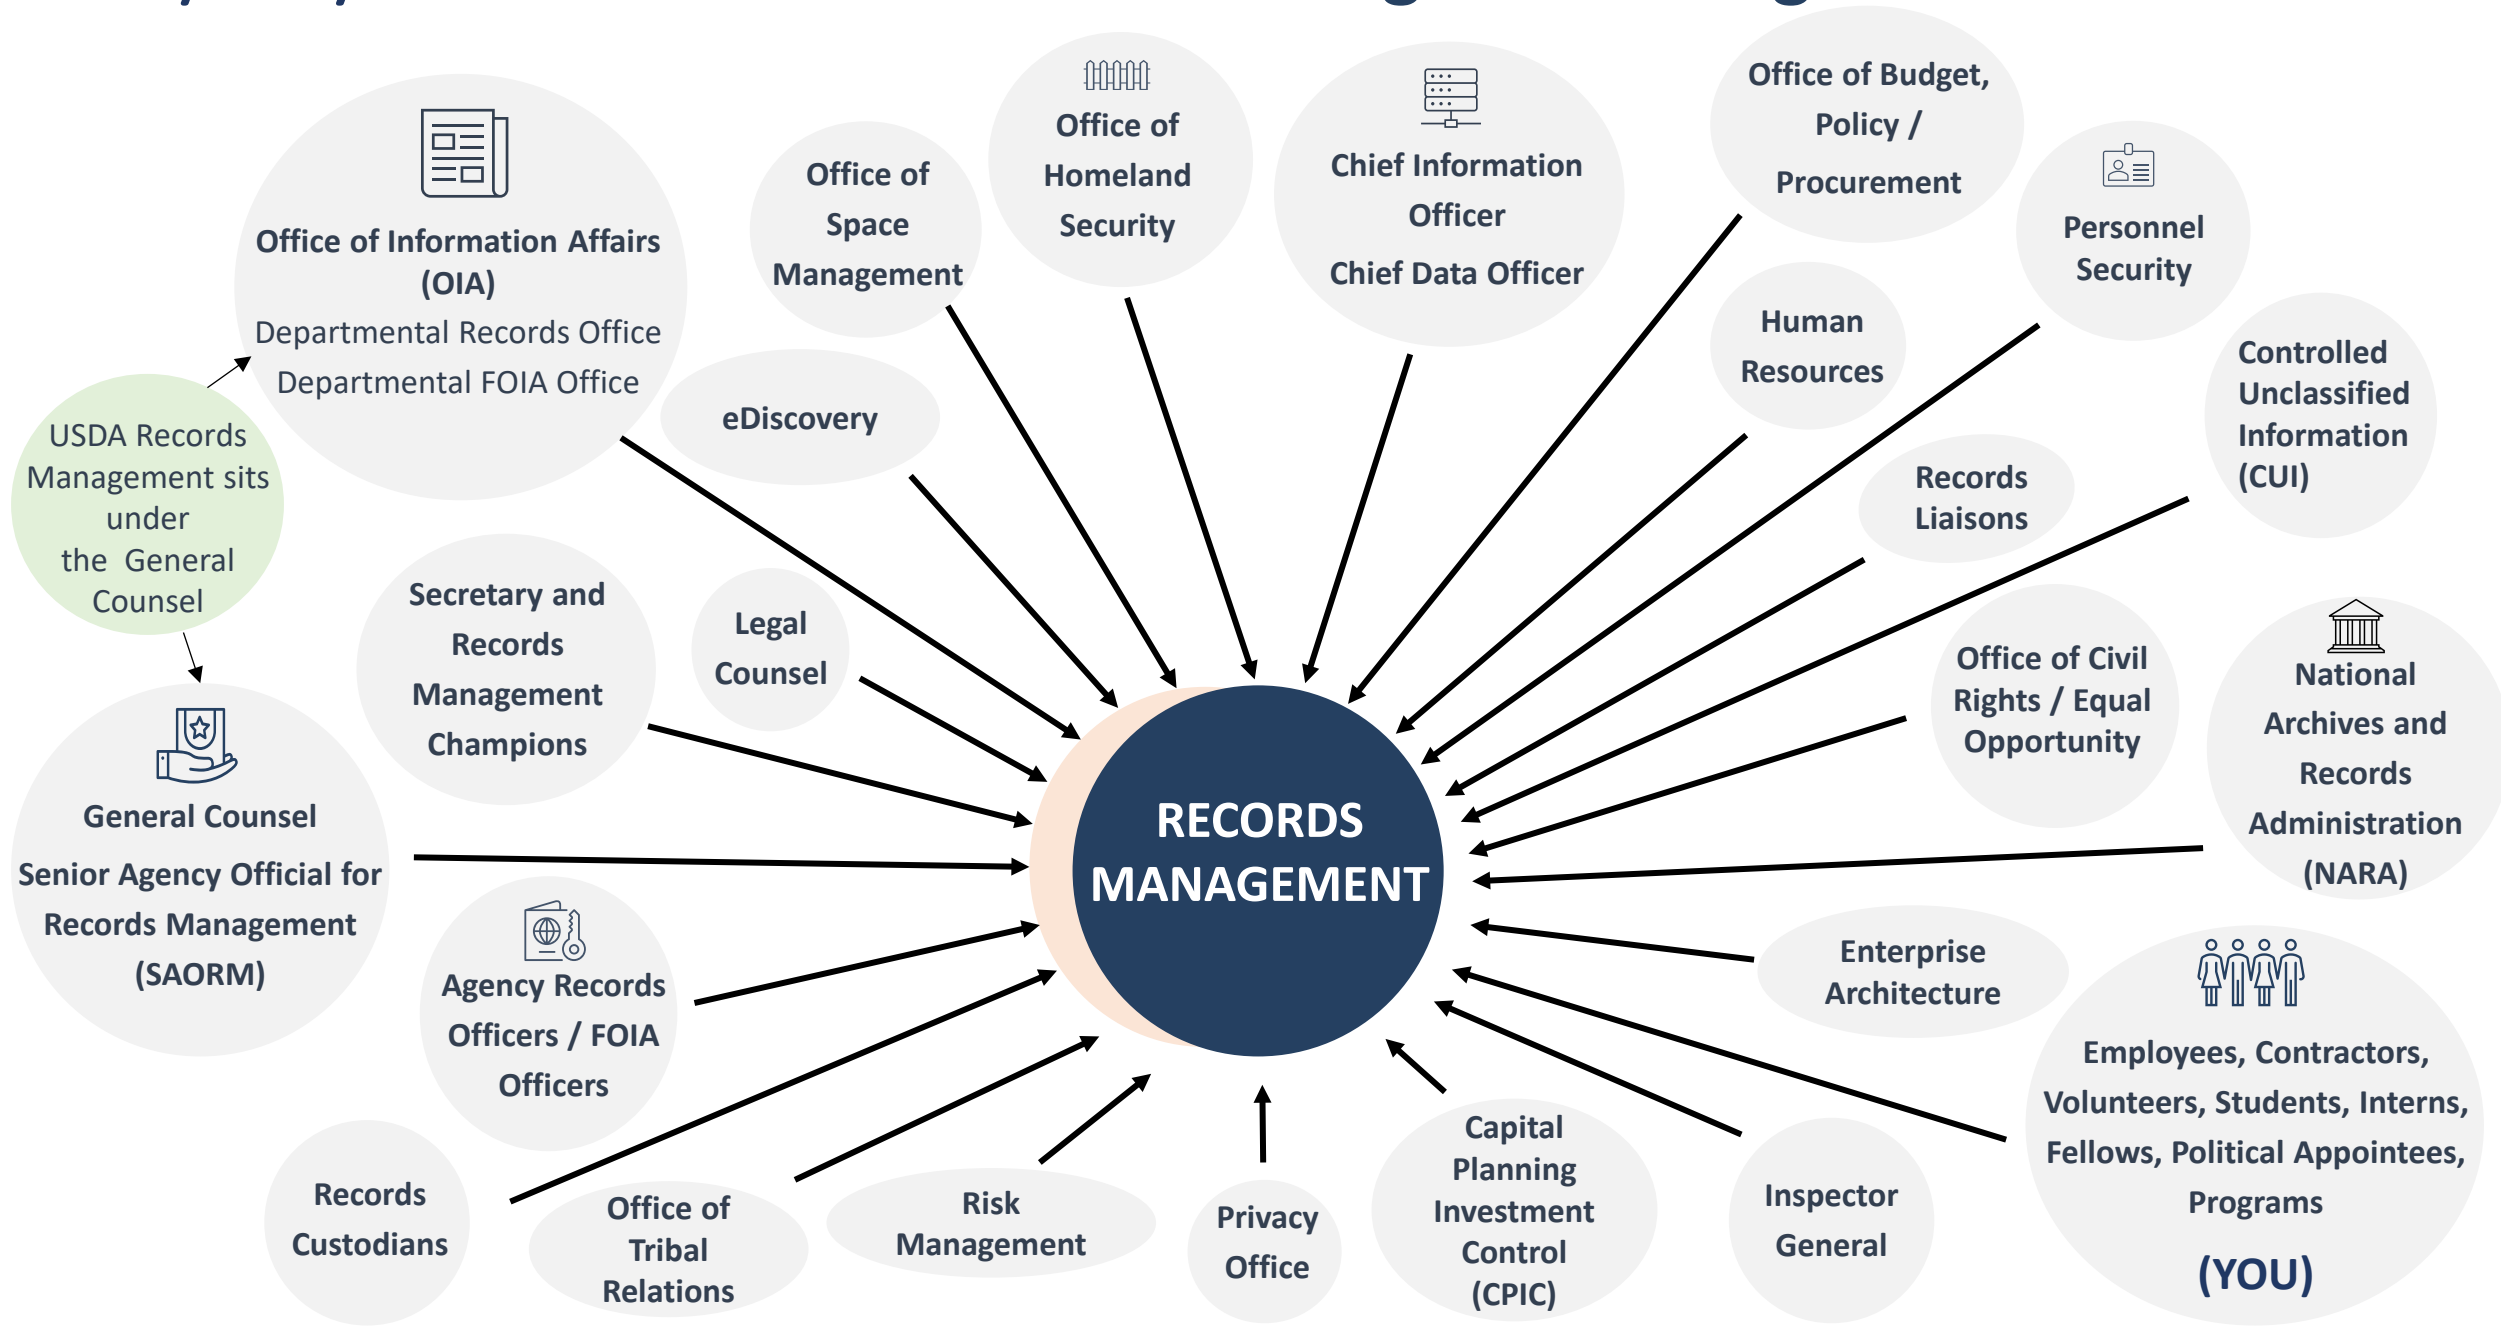 Office of Information Affairs
(OIA)
Departmental Records Office
Departmental FOIA Office
Office of
Space
Management
Office of
Homeland
Security
Chief Information
Officer
Chief Data Officer
Office of Budget,
Policy /
Procurement
Personnel
Security
Human
Resources
Controlled
Unclassified
Information
(CUI)
eDiscovery
USDA Records
Management sits
under
the General
Counsel
Records
Liaisons
Secretary and
Records
Management
Champions
Legal
Counsel
Office of Civil
Rights / Equal
Opportunity
National
Archives and
Records
Administration
(NARA)
General Counsel
Senior Agency Official for
Records Management
(SAORM)
RECORDS
MANAGEMENT
Agency Records
Officers / FOIA
Officers
Enterprise
Architecture
Employees, Contractors,
Volunteers, Students, Interns,
Fellows, Political Appointees,
Programs
(YOU)
Records
Custodians
Office of
Tribal
Relations
Risk
Management
Privacy
Office
Capital
Planning
Investment
Control
(CPIC)
Inspector
General